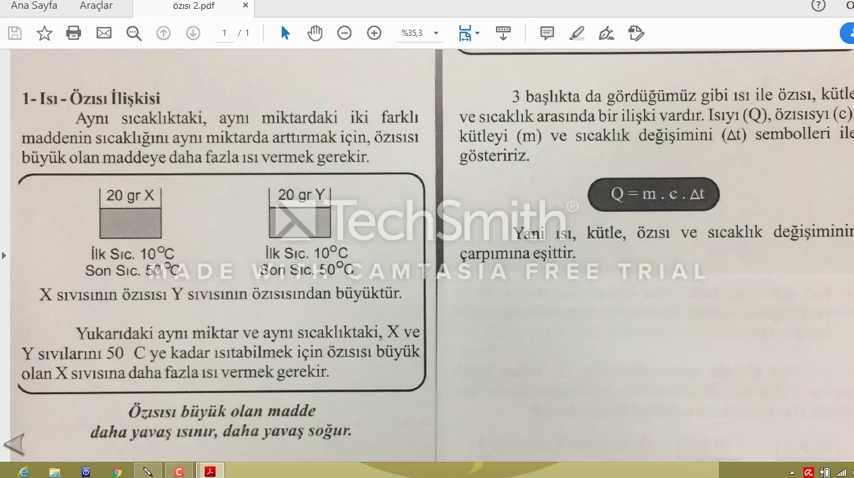 Ana Sayfa
Araçlar
özısı 2.pdf
×
1 / 1
%35,3
1- Isı - Özısı İlişkisi
Aynı sıcaklıktaki, aynı miktardaki iki farklı
maddenin sıcaklığını aynı miktarda arttırmak için, özısısı
büyük olan maddeye daha fazla ısı vermek gerekir.
20 gr X
20 gr Y
İlk Sıc. 10°C
Son Sıc. 50°C
İlk Sıc. 10°C
Son Sıc. 50°C
X sıvısının özısısı Y sıvısının özısısından büyüktür.
Yukarıdaki aynı miktar ve aynı sıcaklıktaki, X ve
Y sıvılarını 50 C ye kadar ısıtabilmek için özısısı büyük
olan X sıvısına daha fazla ısı vermek gerekir.
Özısısı büyük olan madde
daha yavaş ısınır, daha yavaş soğur.
3 başlıkta da gördüğümüz gibi ısı ile özısı, kütle
ve sıcaklık arasında bir ilişki vardır. Isıyı (Q), özısısyı (c)
kütleyi (m) ve sıcaklık değişimini (Δt) sembolleri ile
gösteririz.
Q = m . c . Δt
Yani ısı, kütle, özısı ve sıcaklık değişiminin
çarpımına eşittir.
TechSmith®
MADE WITH CAMTASIA FREE TRIAL